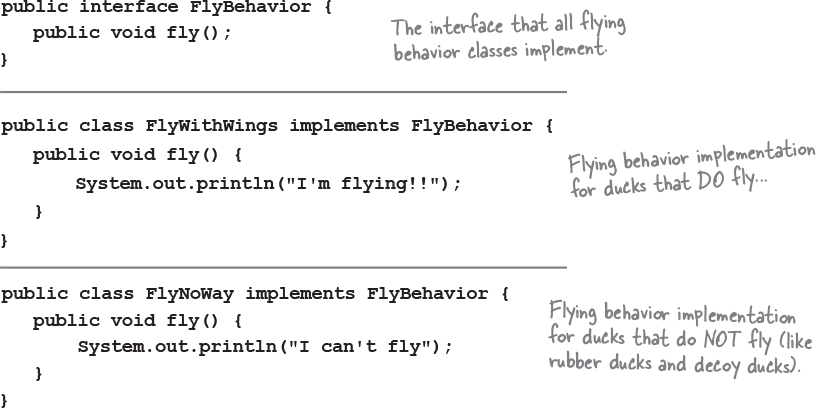 public interface FlyBehavior {
public void fly();
}
The interface that all flying
behavior classes implement.
public class FlyWithWings implements FlyBehavior {
public void fly() {
System.out.println("I'm flying!!");
}
}
Flying behavior implementation
for ducks that DO fly...
public class FlyNoWay implements FlyBehavior {
public void fly() {
System.out.println("I can't fly");
}
}
Flying behavior implementation
for ducks that do NOT fly (like
rubber ducks and decoy ducks).